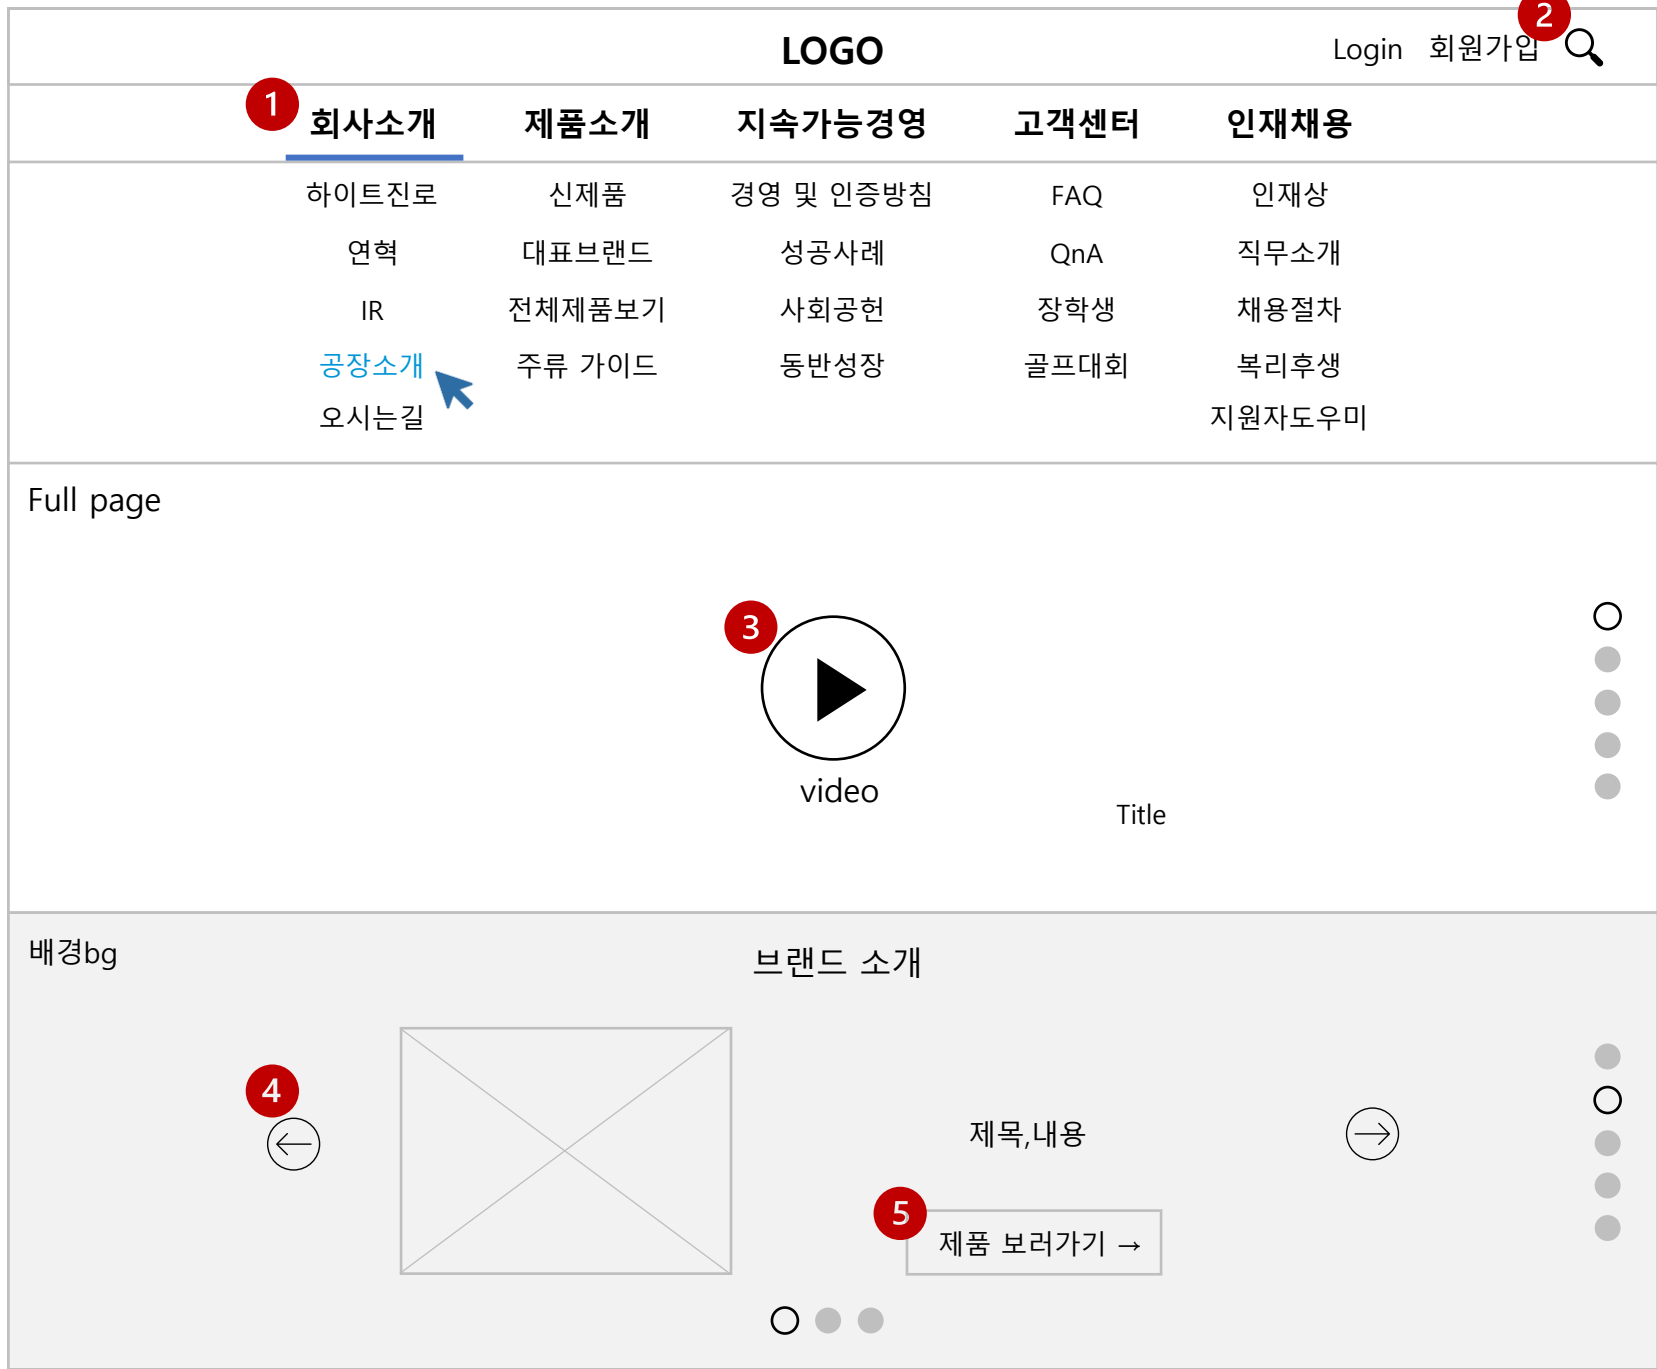 2
LOGO
Login 회원가입
1
회사소개 제품소개 지속가능경영 고객센터 인재채용
하이트진로 신제품 경영 및 인증방침 FAQ 인재상
연혁 대표브랜드 성공사례 QnA 직무소개
IR 전체제품보기 사회공헌 장학생 채용절차
공장소개 주류 가이드 동반성장 골프대회 복리후생
오시는길 지원자도우미
Full page
3
video
Title
배경bg
브랜드 소개
4
제목,내용
5
제품 보러가기 →